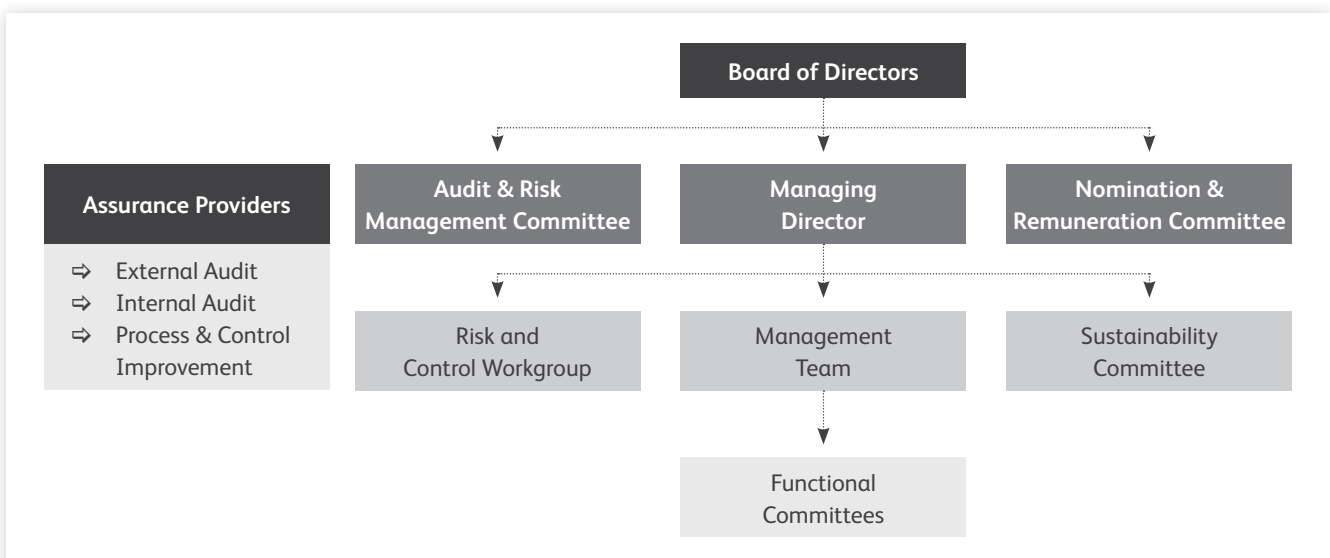 Board of Directors
Assurance Providers
⇨ External Audit
⇨ Internal Audit
⇨ Process & Control
Improvement
Audit & Risk
Management Committee
Managing
Director
Nomination &
Remuneration Committee
Risk and
Control Workgroup
Management
Team
Sustainability
Committee
Functional
Committees